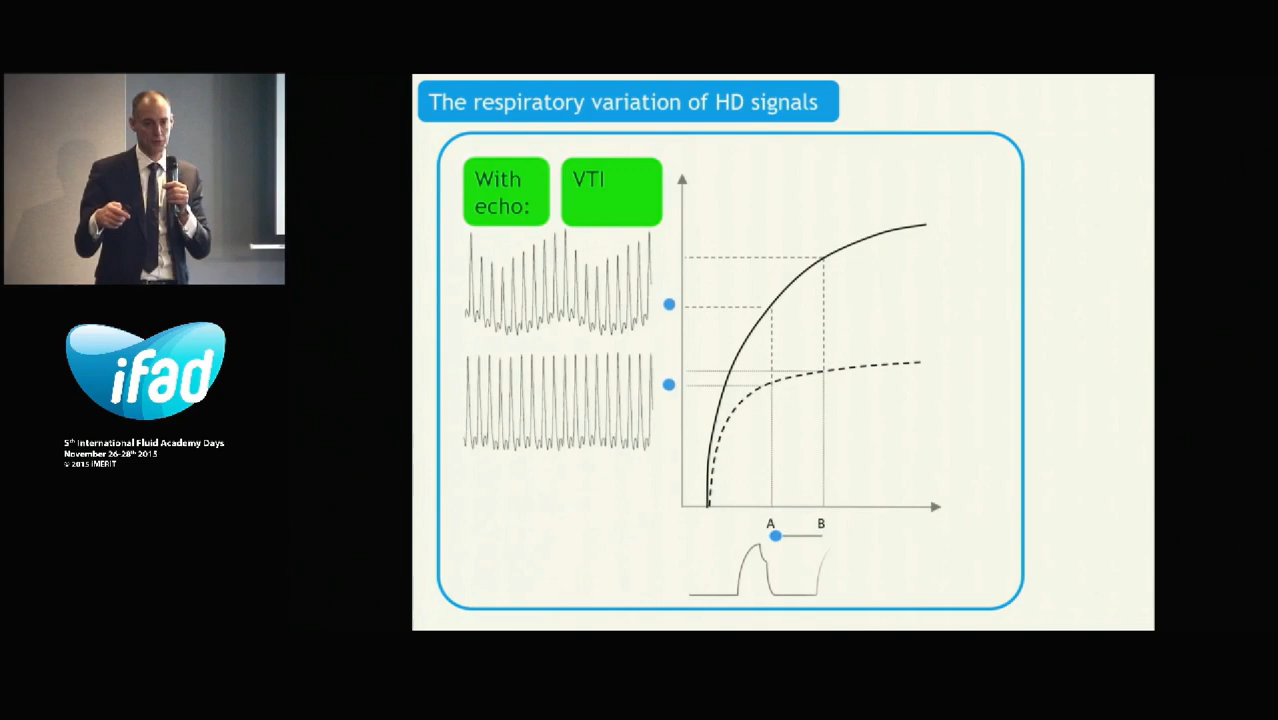 The respiratory variation of HD signals
With
echo:
VTI
A
B
ifad
5th International Fluid Academy Days
November 26-28th 2015
© 2015 iMERIT